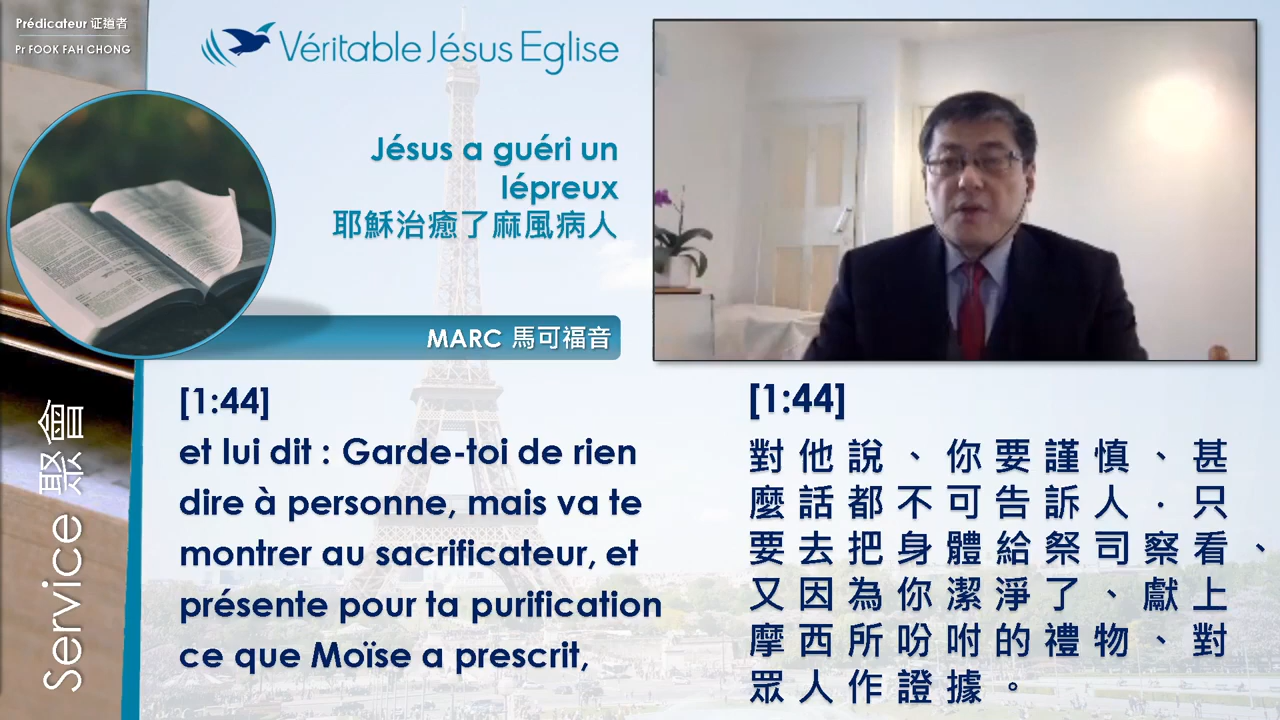 Prédicateur 证道者
Pr FOOK FAH CHONG
Véritable Jésus Eglise
Jésus a guéri un
lépreux
耶穌治癒了麻風病人
MARC 馬可福音
Service 聚會
[1:44]
et lui dit : Garde-toi de rien
dire à personne, mais va te
montrer au sacrificateur, et
présente pour ta purification
ce que Moïse a prescrit,
[1:44]
對他說、你要謹慎、甚
麼話都不可告訴人．只
要去把身體給祭司察看、
又因為你潔淨了、獻上
摩西所吩咐的禮物、對
眾人作證據。